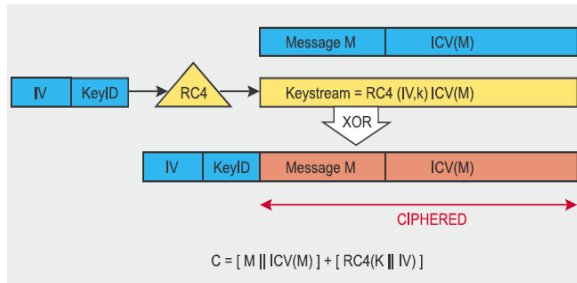 Message M ICV(M)
IV KeyID RC4 Keystream = RC4 (IV,k) ICV(M)
XOR
IV KeyID Message M ICV(M)
CIPHERED
C = [ M || ICV(M) ] + [ RC4(K || IV) ]